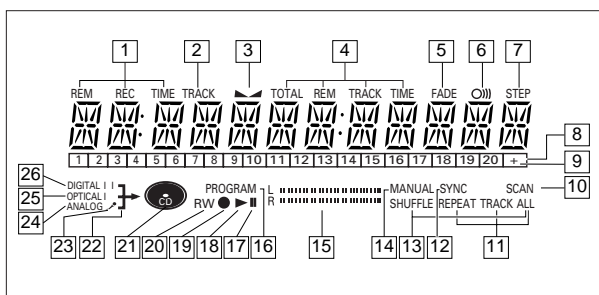 1 2 3 4 5 6 7
REM REC TIME TRACK TOTAL REM TRACK TIME FADE STEP
1 2 3 4 5 6 7 8 9 10 11 12 13 14 15 16 17 18 19 20 +
8
9
26 DIGITAL I I
25 OPTICAL I
24 ANALOG
CD
PROGRAM
RW
L
R
MANUAL SYNC SCAN
SHUFFLE REPEAT TRACK ALL
10
23 22 21 20 19 18 17 16 15 14 13 12 11